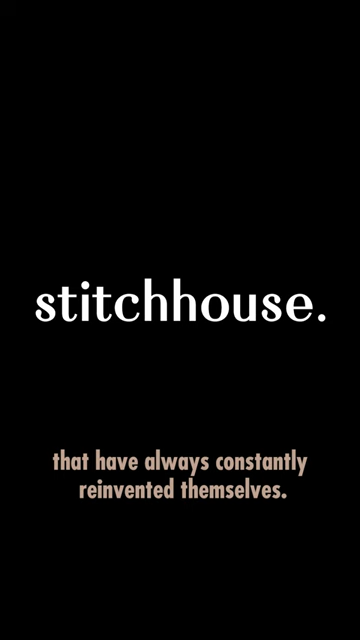 stitchhouse.
that have always constantly
reinvented themselves.